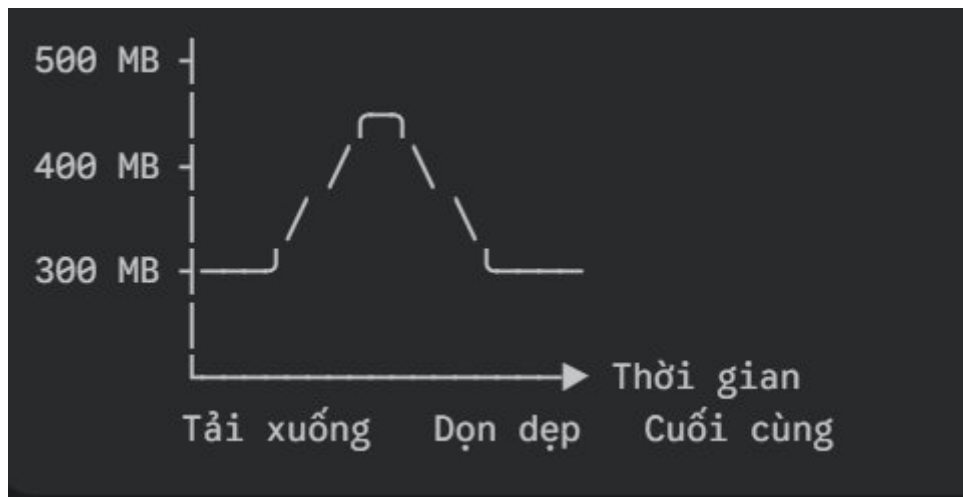 500 MB
400 MB
300 MB
Thời gian
Tải xuống Dọn dẹp Cuối cùng